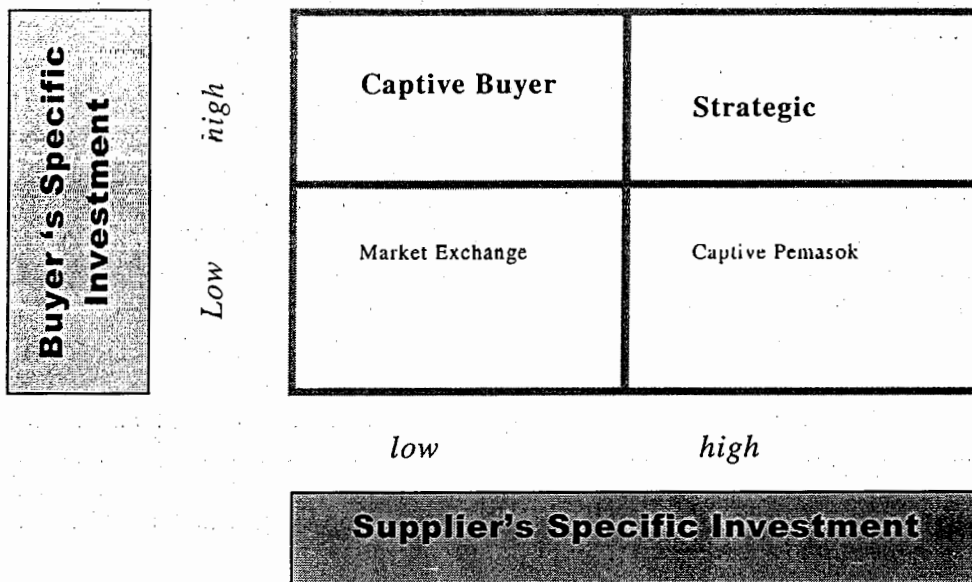 Buyer 's Specific
Investment
high
Low
Captive Buyer
Strategic
Market Exchange
Captive Pemasok
low
high
Supplier's Specific Investment